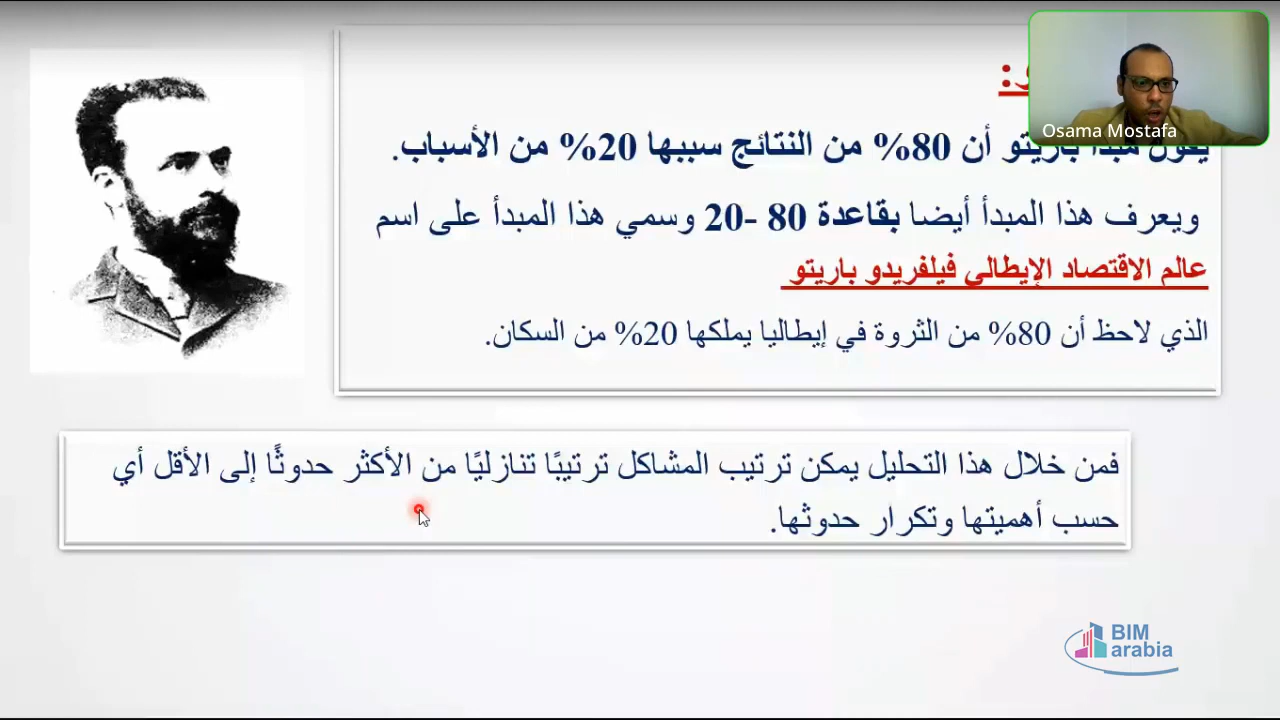 Osama Mostafa
يقول مبدأ باريتو أن 80% من النتائج سببها 20% من الأسباب.
ويعرف هذا المبدأ أيضا بقاعدة 80 -20 وسمي هذا المبدأ على اسم
عالم الاقتصاد الإيطالي فيلفريدو باريتو
الذي لاحظ أن 80% من الثروة في إيطاليا يملكها 20% من السكان.
فمن خلال هذا التحليل يمكن ترتيب المشاكل ترتيبًا تنازليًا من الأكثر حدوثًا إلى الأقل أي
حسب أهميتها وتكرار حدوثها.
BIM
arabia